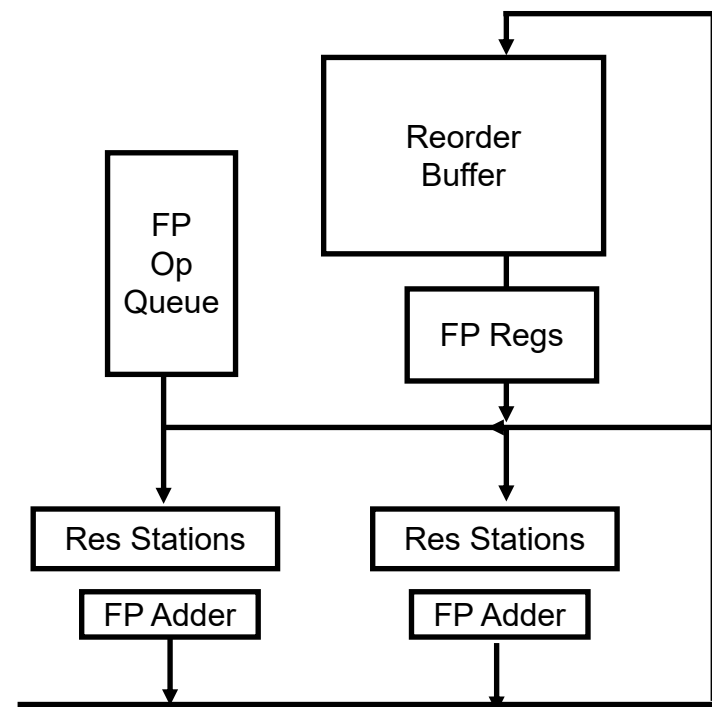 Reorder
Buffer
FP
Op
Queue
FP Regs
Res Stations
Res Stations
FP Adder
FP Adder